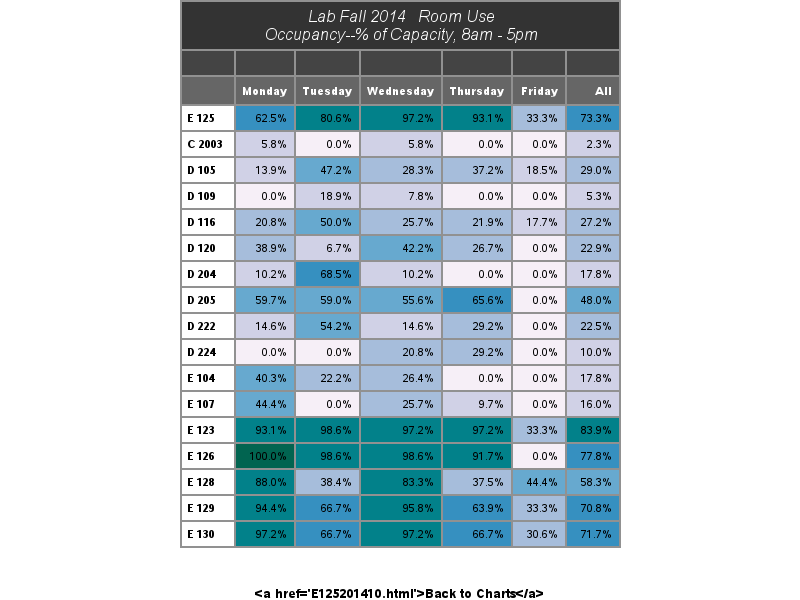 Lab Fall 2014 Room Use
Occupancy--% of Capacity, 8am - 5pm
Monday Tuesday Wednesday Thursday Friday All
E 125 62.5% 80.6% 97.2% 93.1% 33.3% 73.3%
C 2003 5.8% 0.0% 5.8% 0.0% 0.0% 2.3%
D 105 13.9% 47.2% 28.3% 37.2% 18.5% 29.0%
D 109 0.0% 18.9% 7.8% 0.0% 0.0% 5.3%
D 116 20.8% 50.0% 25.7% 21.9% 17.7% 27.2%
D 120 38.9% 6.7% 42.2% 26.7% 0.0% 22.9%
D 204 10.2% 68.5% 10.2% 0.0% 0.0% 17.8%
D 205 59.7% 59.0% 55.6% 65.6% 0.0% 48.0%
D 222 14.6% 54.2% 14.6% 29.2% 0.0% 22.5%
D 224 0.0% 0.0% 20.8% 29.2% 0.0% 10.0%
E 104 40.3% 22.2% 26.4% 0.0% 0.0% 17.8%
E 107 44.4% 0.0% 25.7% 9.7% 0.0% 16.0%
E 123 93.1% 98.6% 97.2% 97.2% 33.3% 83.9%
E 126 100.0% 98.6% 98.6% 91.7% 0.0% 77.8%
E 128 88.0% 38.4% 83.3% 37.5% 44.4% 58.3%
E 129 94.4% 66.7% 95.8% 63.9% 33.3% 70.8%
E 130 97.2% 66.7% 97.2% 66.7% 30.6% 71.7%
<a href='E125201410.html'>Back to Charts</a>